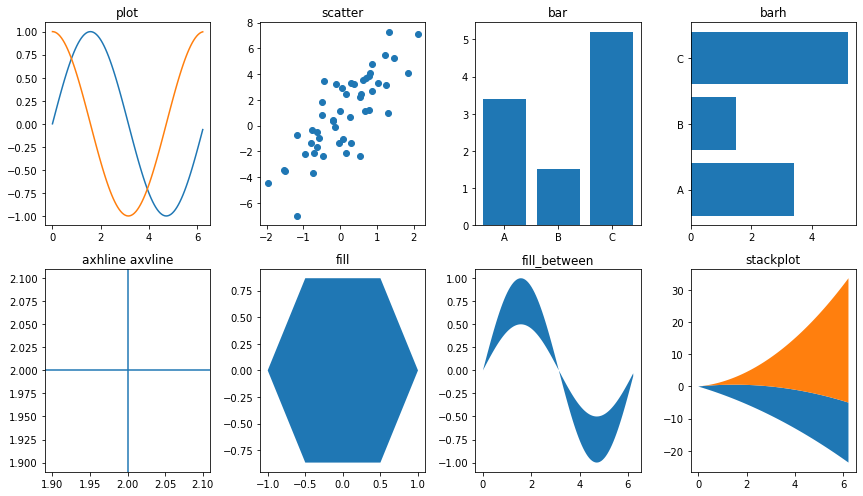 plot
1.00
0.75
0.50
0.25
0.00
−0.25
−0.50
−0.75
−1.00
0 2 4 6
scatter
8
6
4
2
0
−2
−4
−6
−2 −1 0 1 2
bar
5
4
3
2
1
0
A B C
barh
C
B
A
0 2 4
axhline axvline
2.100
2.075
2.050
2.025
2.000
1.975
1.950
1.925
1.900
1.90 1.95 2.00 2.05 2.10
fill
0.75
0.50
0.25
0.00
−0.25
−0.50
−0.75
−1.0 −0.5 0.0 0.5 1.0
fill_between
1.00
0.75
0.50
0.25
0.00
−0.25
−0.50
−0.75
−1.00
0 2 4 6
stackplot
30
20
10
0
−10
−20
0 2 4 6